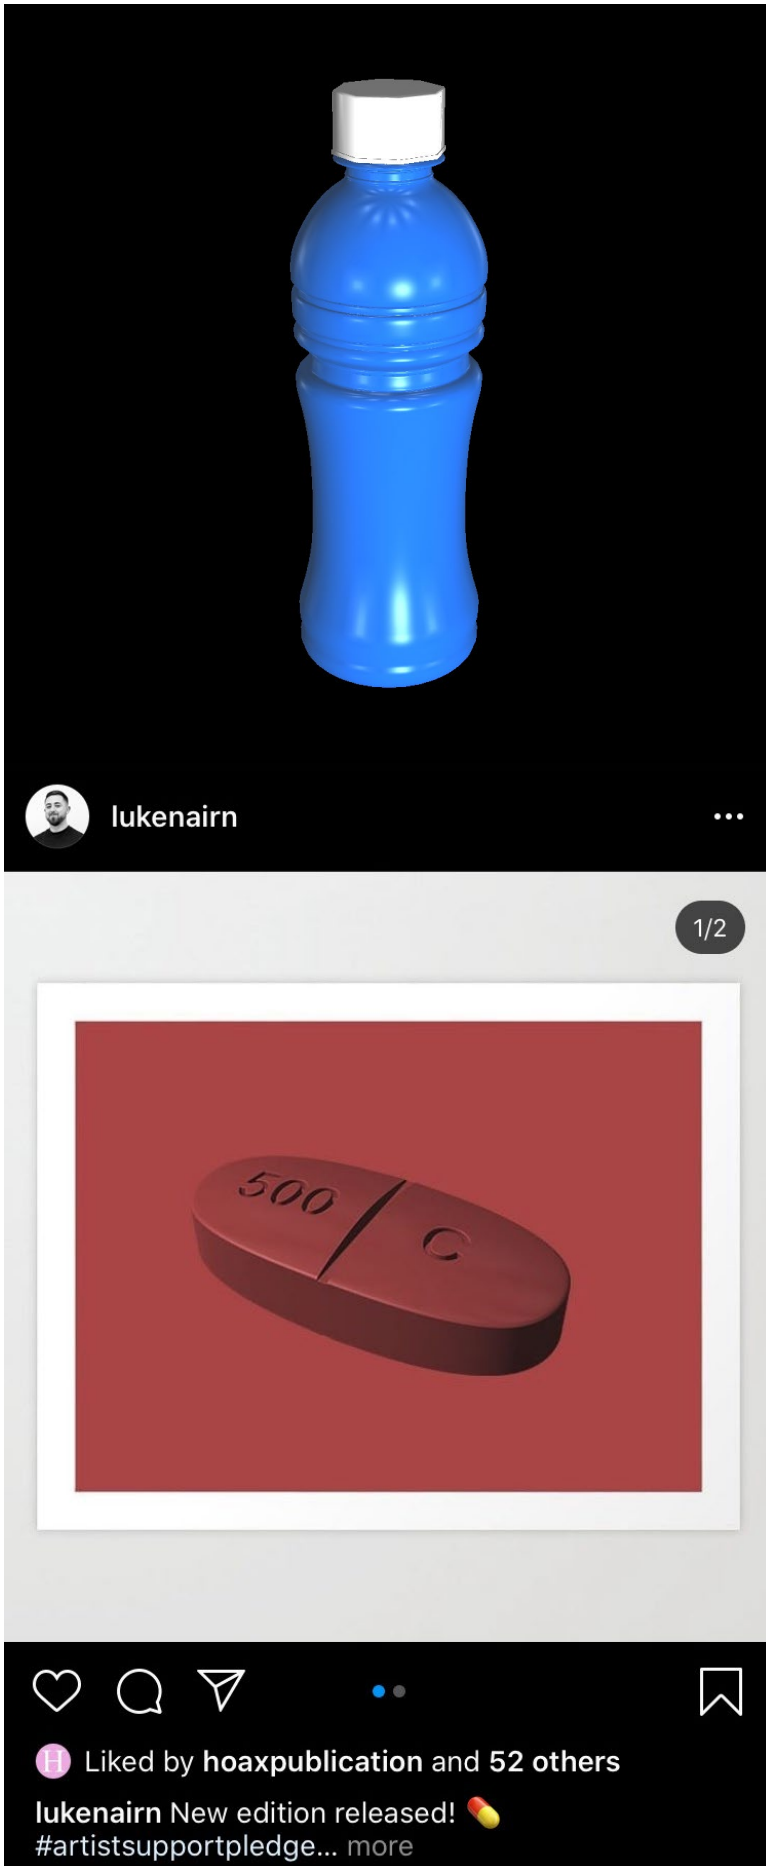 lukenairn
1/2
500 C
H Liked by hoaxpublication and 52 others
lukenairn New edition released! 💊
#artistsupportpledge... more